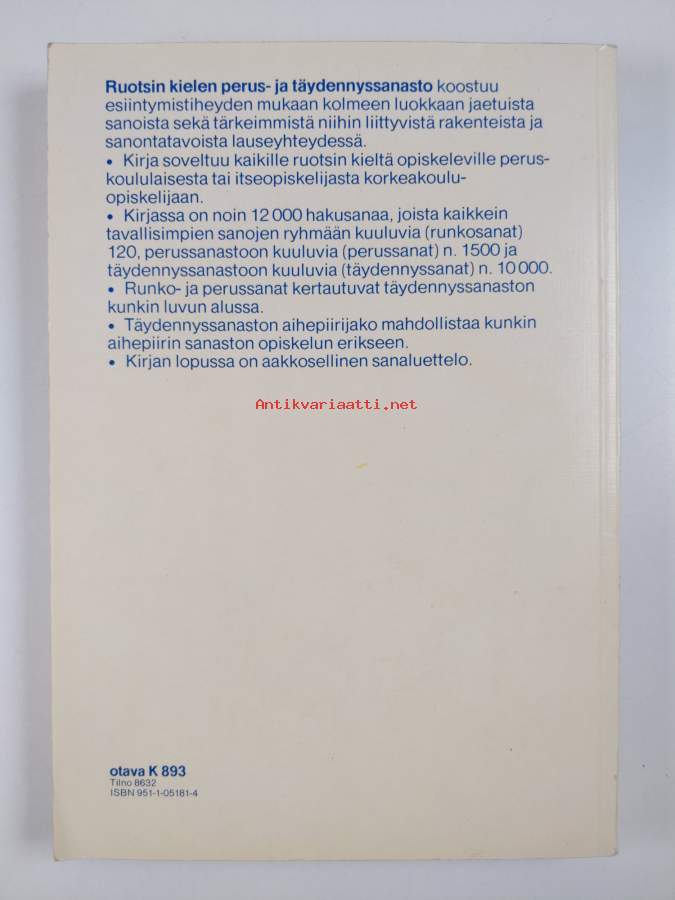 Ruotsin kielen perus- ja täydennyssanasto koostuu
esiintymistiheyden mukaan kolmeen luokkaan jaetuista
sanoista sekä tärkeimmistä niihin liittyvistä rakenteista ja
sanontatavoista lauseyhteydessä.
• Kirja soveltuu kaikille ruotsin kieltä opiskeleville perus-
koululaisesta tai itseopiskelijasta korkeakoulu-
opiskelijaan.
• Kirjassa on noin 12 000 hakusanaa, joista kaikkein
tavallisimpien sanojen ryhmään kuuluvia (runkosanat)
120, perussanastoon kuuluvia (perussanat) n. 1500 ja
täydennyssanastoon kuuluvia (täydennyssanat) n. 10 000.
• Runko- ja perussanat kertautuvat täydennyssanaston
kunkin luvun alussa.
• Täydennyssanaston aihepiirijako mahdollistaa kunkin
aihepiirin sanaston opiskelun erikseen.
• Kirjan lopussa on aakkosellinen sanaluettelo.
Antikvariaatti.net
otava K 893
Tilno 8632
ISBN 951-1-05181-4